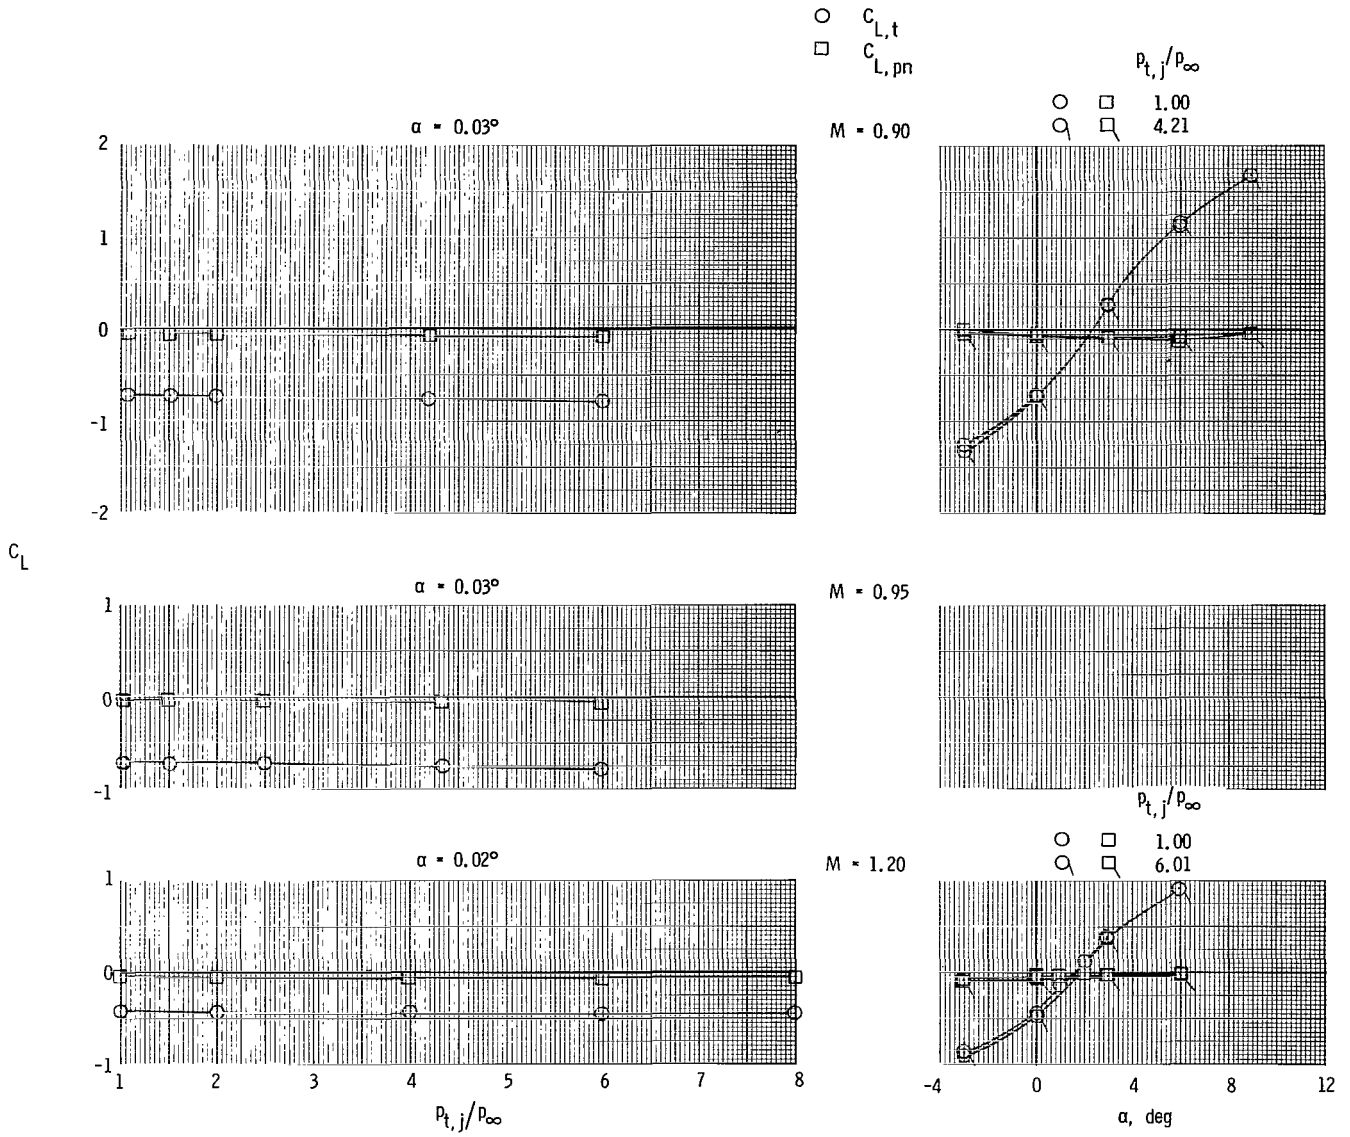 ○ C_L,t
□ C_L,pn
p_t,j/p_∞
○ □ 1.00
○ □ 4.21
α = 0.03°
M = 0.90
2
1
0
-1
-2
C_L
α = 0.03°
M = 0.95
1
0
-1
p_t,j/p_∞
○ □ 1.00
○ □ 6.01
α = 0.02°
M = 1.20
1
0
-1
1 2 3 4 5 6 7 8
-4 0 4 8 12
p_t,j/p_∞
α, deg